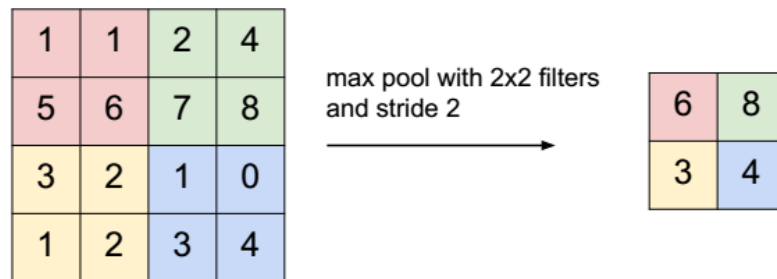 1 1 2 4
5 6 7 8
3 2 1 0
1 2 3 4
max pool with 2x2 filters
and stride 2
6 8
3 4